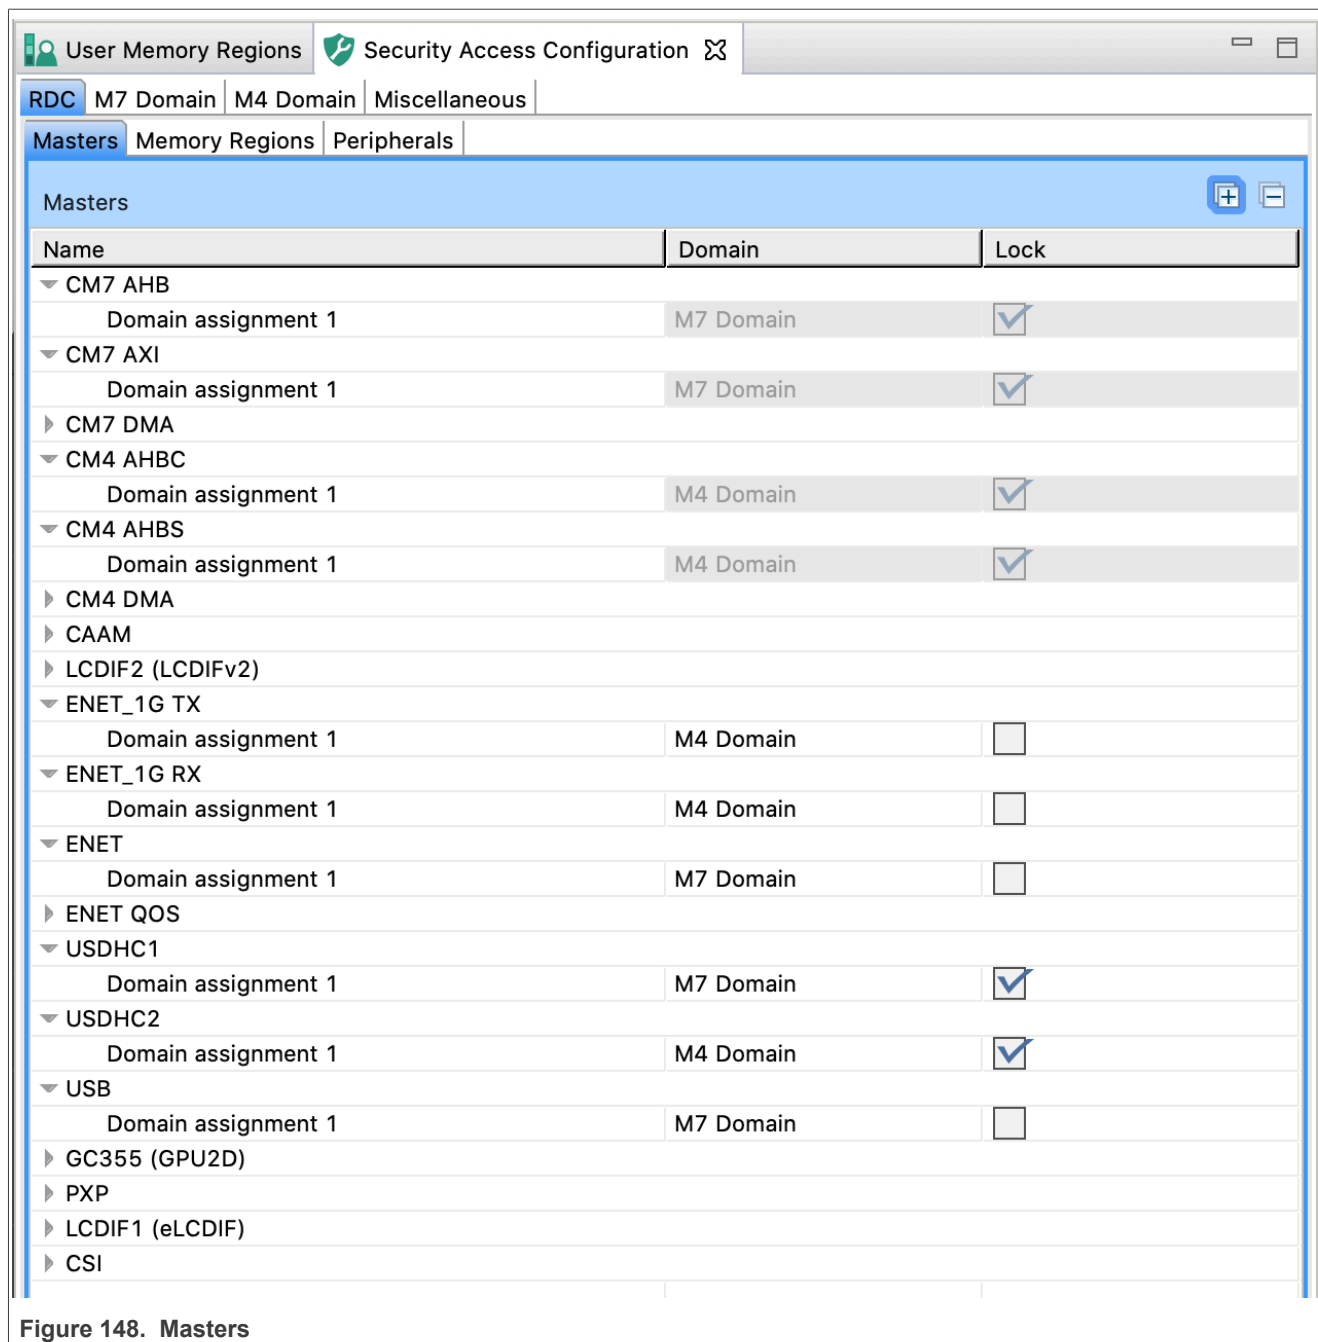 User Memory Regions Security Access Configuration
RDC M7 Domain M4 Domain Miscellaneous
Masters Memory Regions Peripherals
Masters
Name Domain Lock
CM7 AHB
Domain assignment 1 M7 Domain
CM7 AXI
Domain assignment 1 M7 Domain
CM7 DMA
CM4 AHBC
Domain assignment 1 M4 Domain
CM4 AHBS
Domain assignment 1 M4 Domain
CM4 DMA
CAAM
LCDIF2 (LCDIFv2)
ENET_1G TX
Domain assignment 1 M4 Domain
ENET_1G RX
Domain assignment 1 M4 Domain
ENET
Domain assignment 1 M7 Domain
ENET QOS
USDHC1
Domain assignment 1 M7 Domain
USDHC2
Domain assignment 1 M4 Domain
USB
Domain assignment 1 M7 Domain
GC355 (GPU2D)
PXP
LCDIF1 (eLCDIF)
CSI
Figure 148. Masters